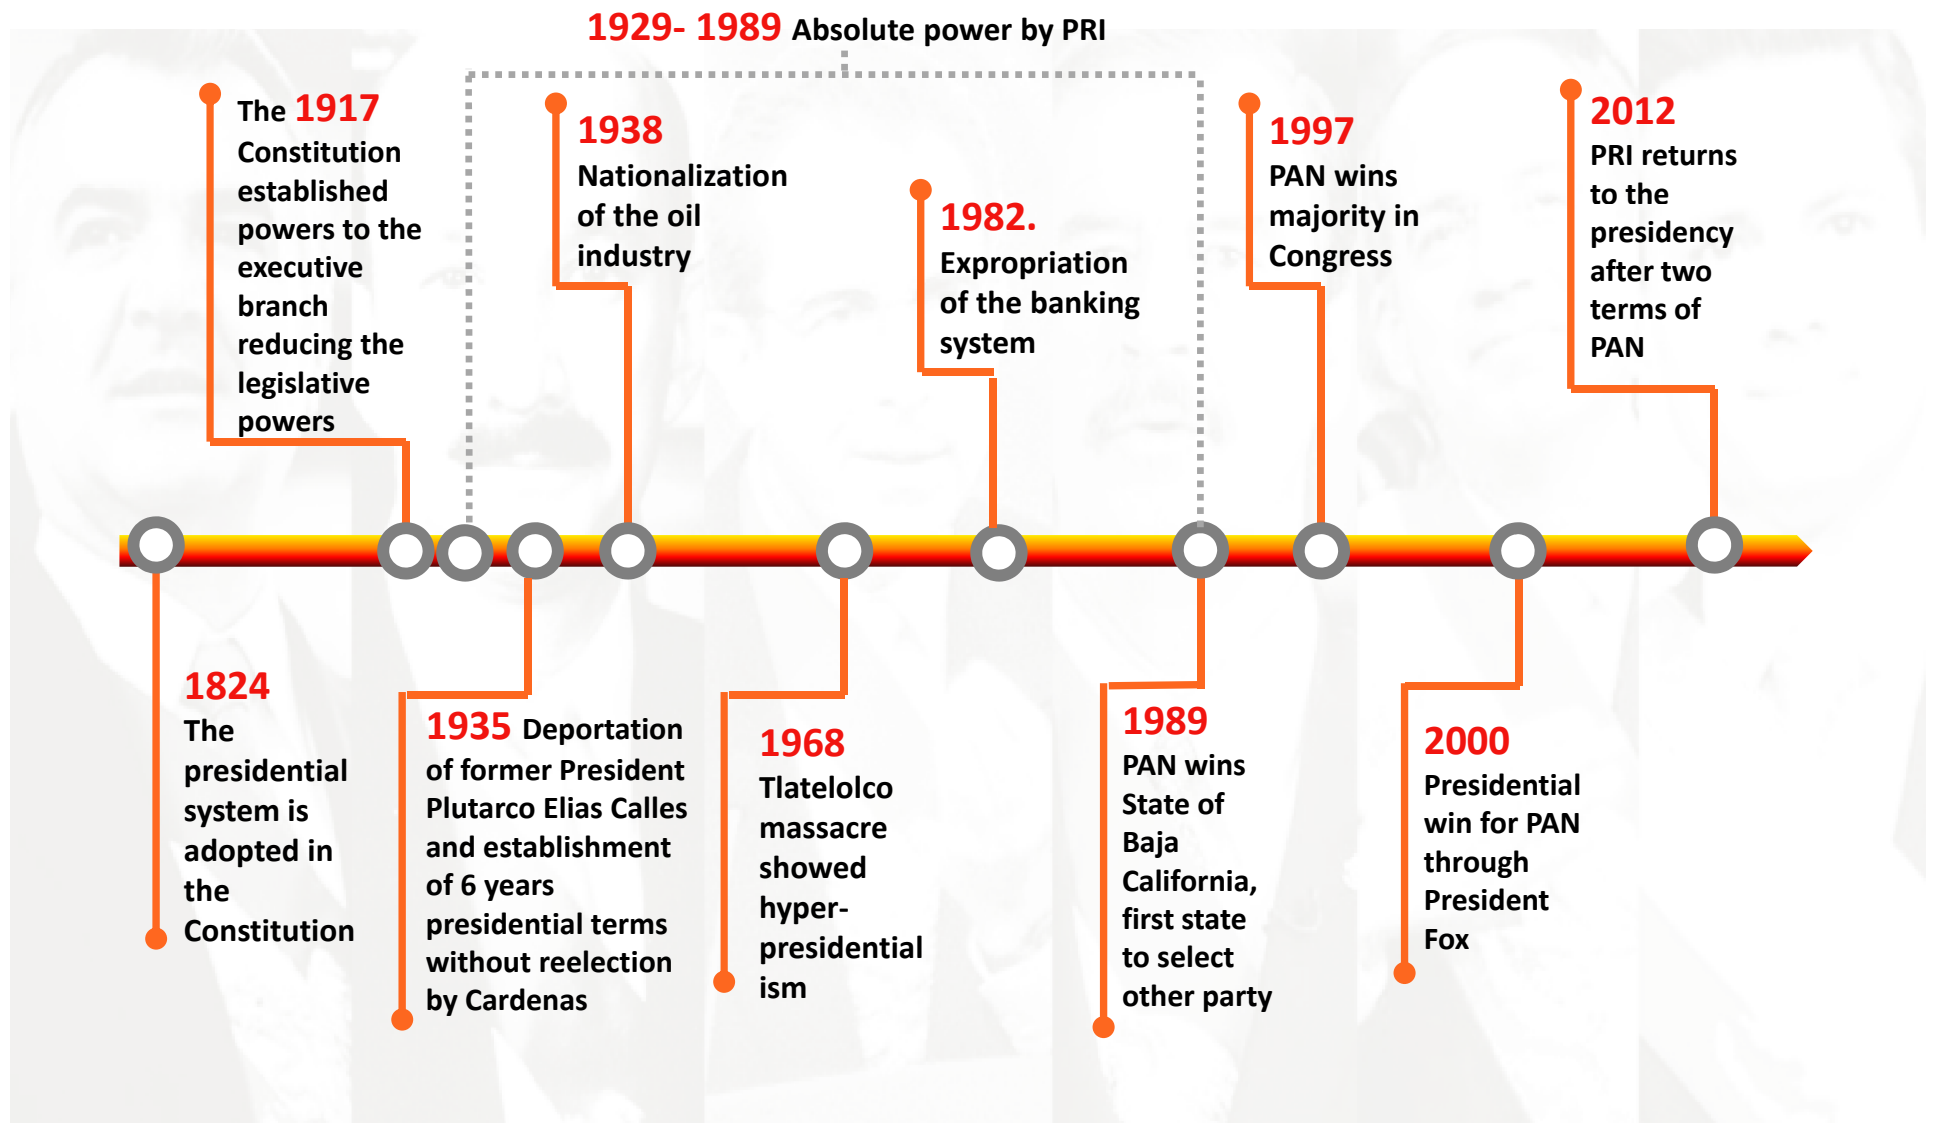 1929- 1989 Absolute power by PRI
The 1917
Constitution
established
powers to the
executive
branch
reducing the
legislative
powers
1938
Nationalization
of the oil
industry
1982.
Expropriation
of the banking
system
1997
PAN wins
majority in
Congress
2012
PRI returns
to the
presidency
after two
terms of
PAN
1824
The
presidential
system is
adopted in
the
Constitution
1935 Deportation
of former President
Plutarco Elias Calles
and establishment
of 6 years
presidential terms
without reelection
by Cardenas
1968
Tlatelolco
massacre
showed
hyper-
presidential
ism
1989
PAN wins
State of
Baja
California,
first state
to select
other party
2000
Presidential
win for PAN
through
President
Fox